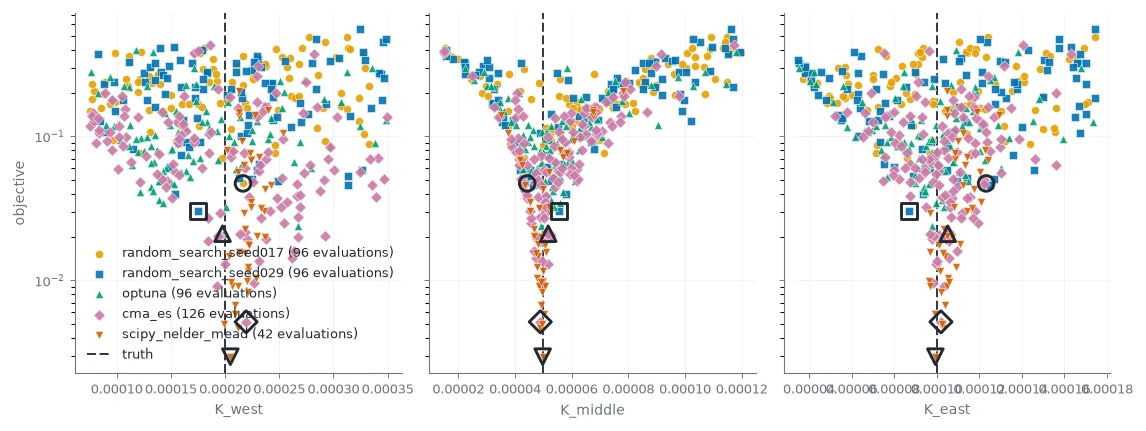 objective
10⁻¹
10⁻²
random_search_seed017 (96 evaluations)
random_search_seed029 (96 evaluations)
optuna (96 evaluations)
cma_es (126 evaluations)
scipy_nelder_mead (42 evaluations)
truth
0.00010 0.00015 0.00020 0.00025 0.00030 0.00035
K_west
0.00002 0.00004 0.00006 0.00008 0.00010 0.00012
K_middle
0.00004 0.00006 0.00008 0.00010 0.00012 0.00014 0.00016 0.00018
K_east